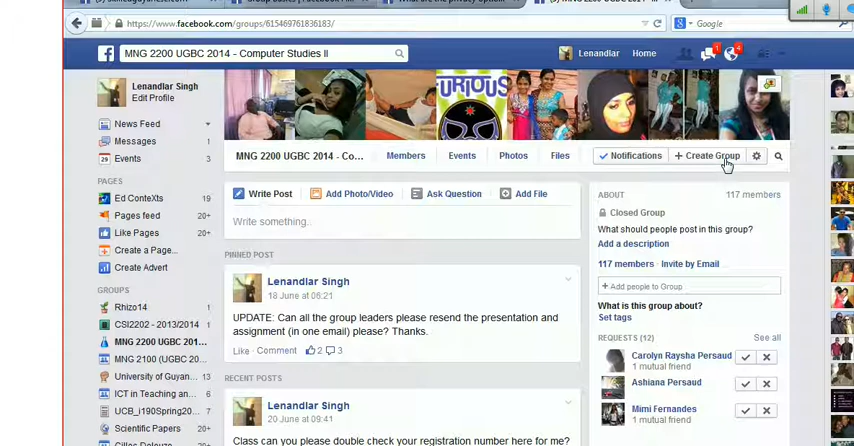 https://www.facebook.com/groups/615469761836183/
Google
MNG 2200 UGBC 2014 - Computer Studies II
Lenandlar Home
1
4
Lenandlar Singh
Edit Profile
FURIOUS
News Feed
Messages
Events 3
PAGES
Ed ConteXts 19
Pages feed 20+
Like Pages 20+
Create a Page...
Create Advert
GROUPS
Rhizo14
CSI2202 - 2013/2014
MNG 2200 UGBC 201...
MNG 2100 (UGBC 20...
University of Guyan... 13
ICT in Teaching an... 6
UCB_i190Spring20... 7
Scientific Papers 20+
MNG 2200 UGBC 2014 - Co... Members Events Photos Files
Notifications + Create Group
Write Post Add Photo/Video Ask Question Add File
Write something..
PINNED POST
Lenandlar Singh
18 June at 06:21
UPDATE: Can all the group leaders please resend the presentation and
assignment (in one email) please? Thanks.
Like · Comment 2 3
RECENT POSTS
Lenandlar Singh
20 June at 09:41
Class can you please double check your registration number here for me?
ABOUT 117 members
Closed Group
What should people post in this group?
Add a description
117 members · Invite by Email
+ Add people to Group
What is this group about?
Set tags
REQUESTS (12) See all
Carolyn Raysha Persaud
1 mutual friend
Ashiana Persaud
Mimi Fernandes
1 mutual friend